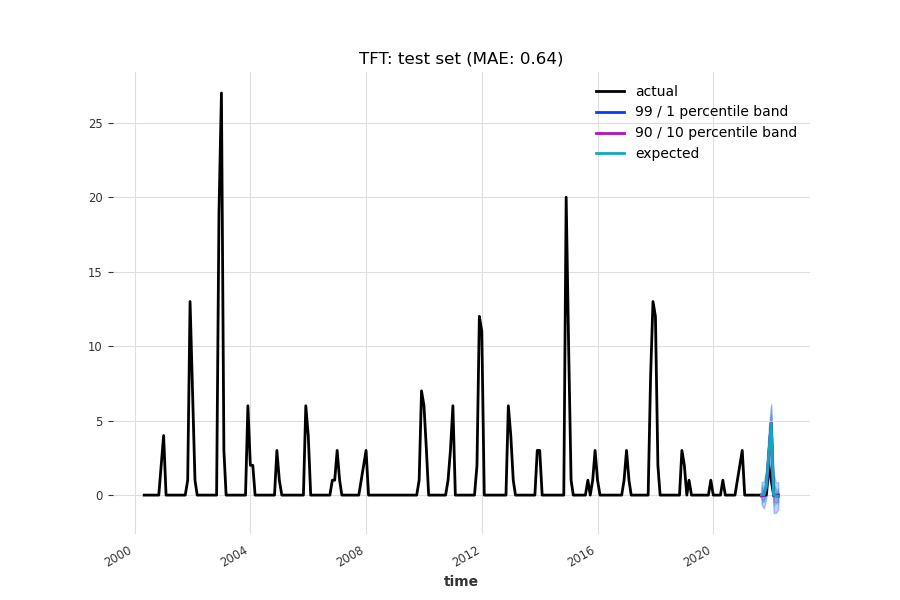 TFT: test set (MAE: 0.64)
actual
99 / 1 percentile band
90 / 10 percentile band
expected
25
20
15
10
5
0
2000
2004
2008
2012
2016
2020
time